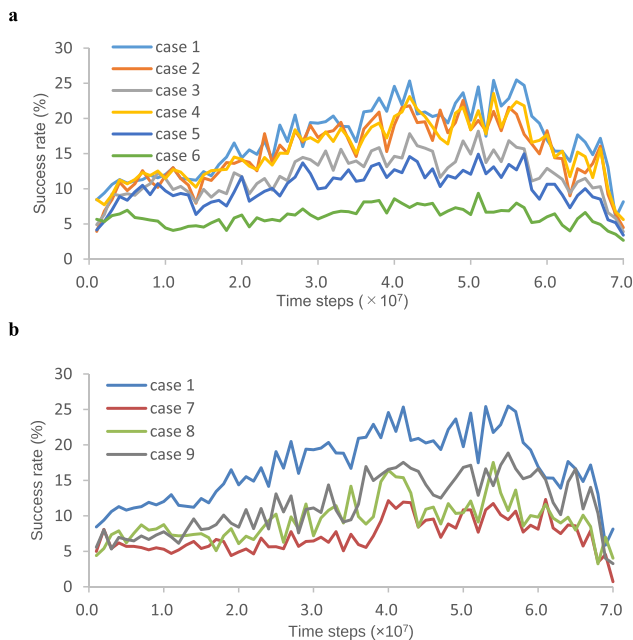 a
30
25
20
15
10
5
0
Success rate (%)
case 1
case 2
case 3
case 4
case 5
case 6
0.0 1.0 2.0 3.0 4.0 5.0 6.0 7.0
Time steps (×10⁷)
b
30
25
20
15
10
5
0
Success rate (%)
case 1
case 7
case 8
case 9
0.0 1.0 2.0 3.0 4.0 5.0 6.0 7.0
Time steps (×10⁷)